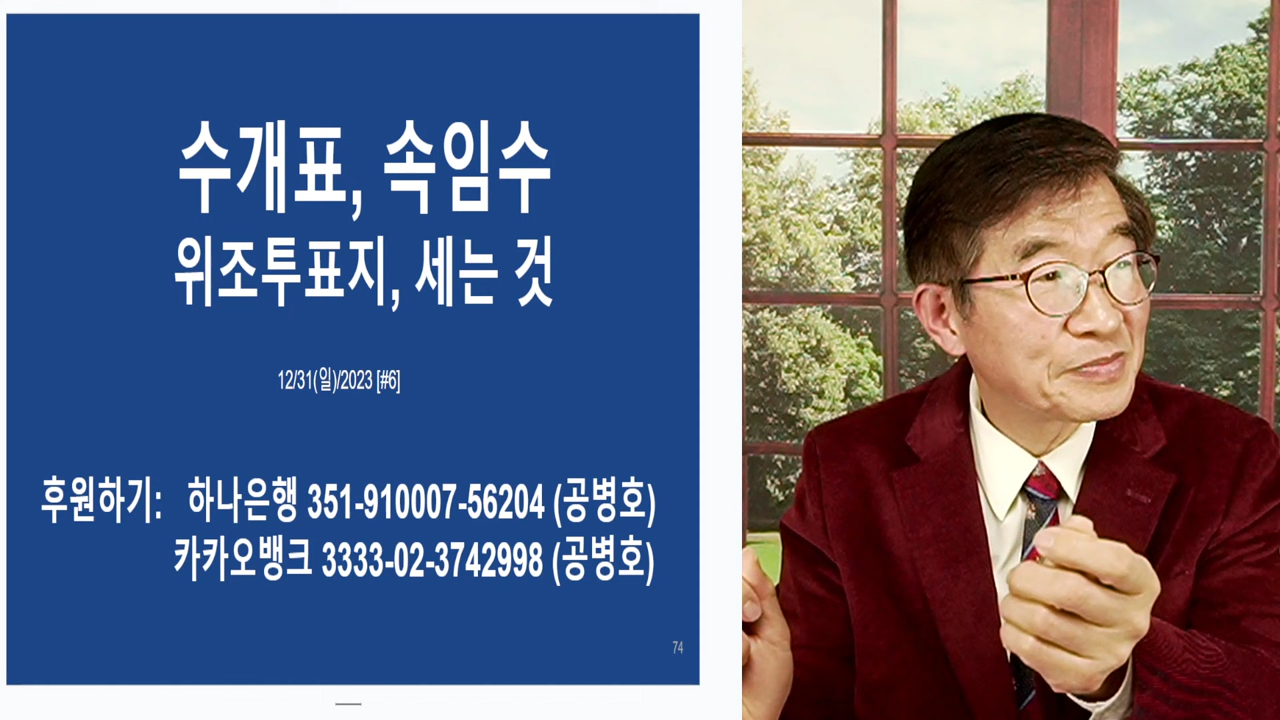 수개표, 속임수
위조투표지, 세는 것
12/31(일)/2023 [#6]
후원하기: 하나은행 351-910007-56204 (공병호)
카카오뱅크 3333-02-3742998 (공병호)
74